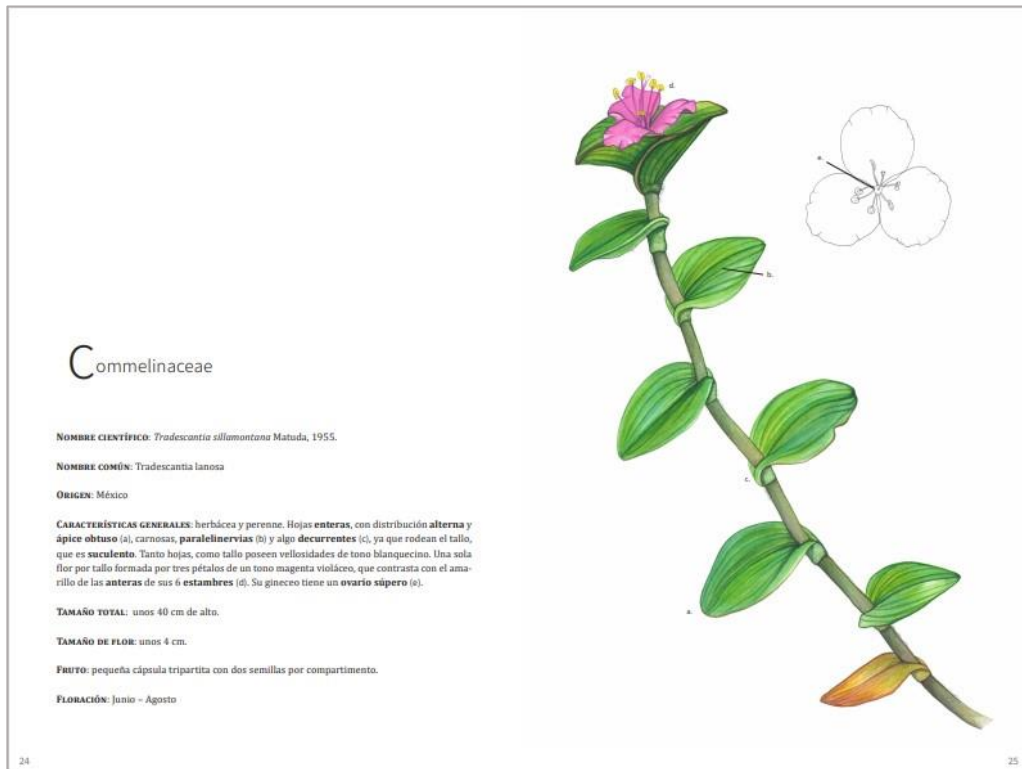 Commelinaceae
NOMBRE CIENTÍFICO: Tradescantia sillamontana Matuda, 1955.
NOMBRE COMÚN: Tradescantia lanosa
ORIGEN: México
CARACTERÍSTICAS GENERALES: herbácea y perenne. Hojas enteras, con distribución alterna y
ápice obtuso (a), carnosas, paralelinervias (b) y algo decurrentes (c), ya que rodean el tallo,
que es suculento. Tanto hojas, como tallo poseen vellosidades de tono blanquecino. Una sola
flor por tallo formada por tres pétalos de un tono magenta violáceo, que contrasta con el ama-
rillo de las anteras de sus 6 estambres (d). Su gineceo tiene un ovario súpero (e).
TAMAÑO TOTAL: unos 40 cm de alto.
TAMAÑO DE FLOR: unos 4 cm.
FRUTO: pequeña cápsula tripartita con dos semillas por compartimento.
FLORACIÓN: Junio – Agosto
24
d.
e.
b.
c.
a.
25